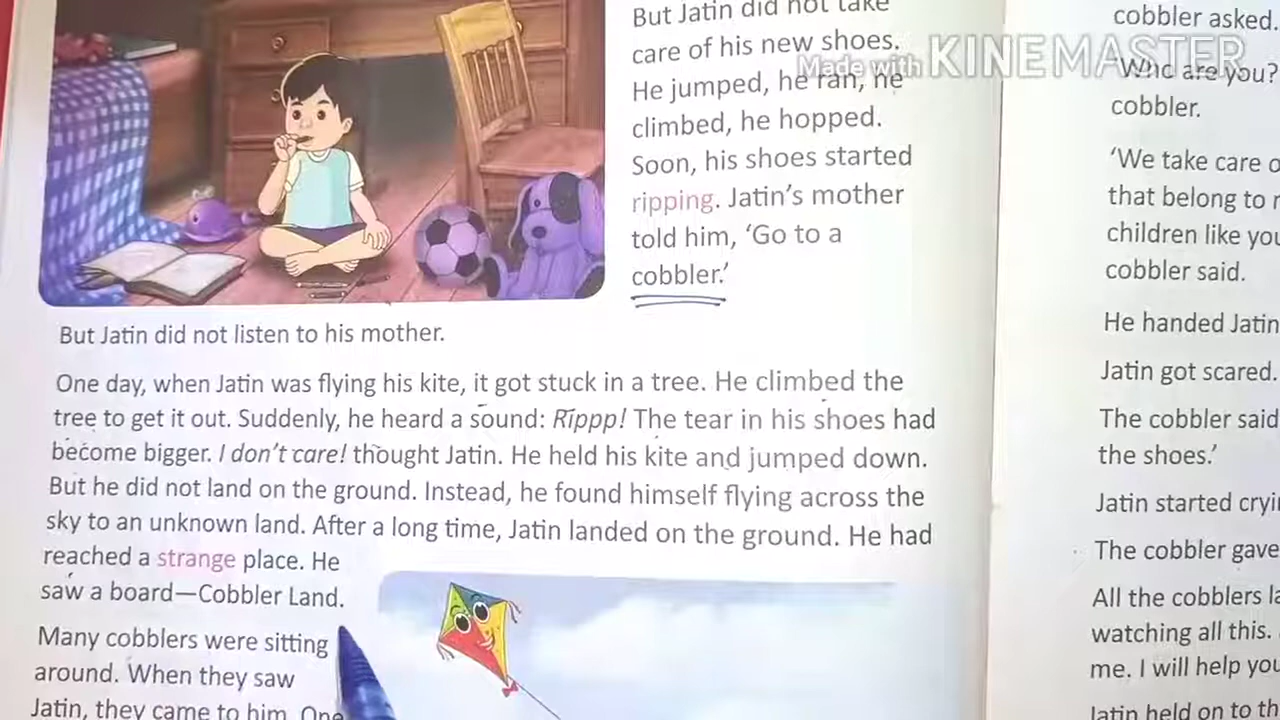 But Jatin did not take
care of his new shoes.
He jumped, he ran, he
climbed, he hopped.
Soon, his shoes started
ripping. Jatin's mother
told him, 'Go to a
cobbler.'
But Jatin did not listen to his mother.
One day, when Jatin was flying his kite, it got stuck in a tree. He climbed the
tree to get it out. Suddenly, he heard a sound: Rippp! The tear in his shoes had
become bigger. I don't care! thought Jatin. He held his kite and jumped down.
But he did not land on the ground. Instead, he found himself flying across the
sky to an unknown land. After a long time, Jatin landed on the ground. He had
reached a strange place. He
saw a board—Cobbler Land.
Many cobblers were sitting
around. When they saw
Jatin, they came to him. One
cobbler asked.
Who are you?
cobbler.
'We take care
that belong to
children like
cobbler said.
He handed Jatin
Jatin got scared.
The cobbler said
the shoes.'
Jatin started
The cobbler gave
All the cobblers
watching all this.
me. I will help
Jatin held on to
Made with KINEMASTER